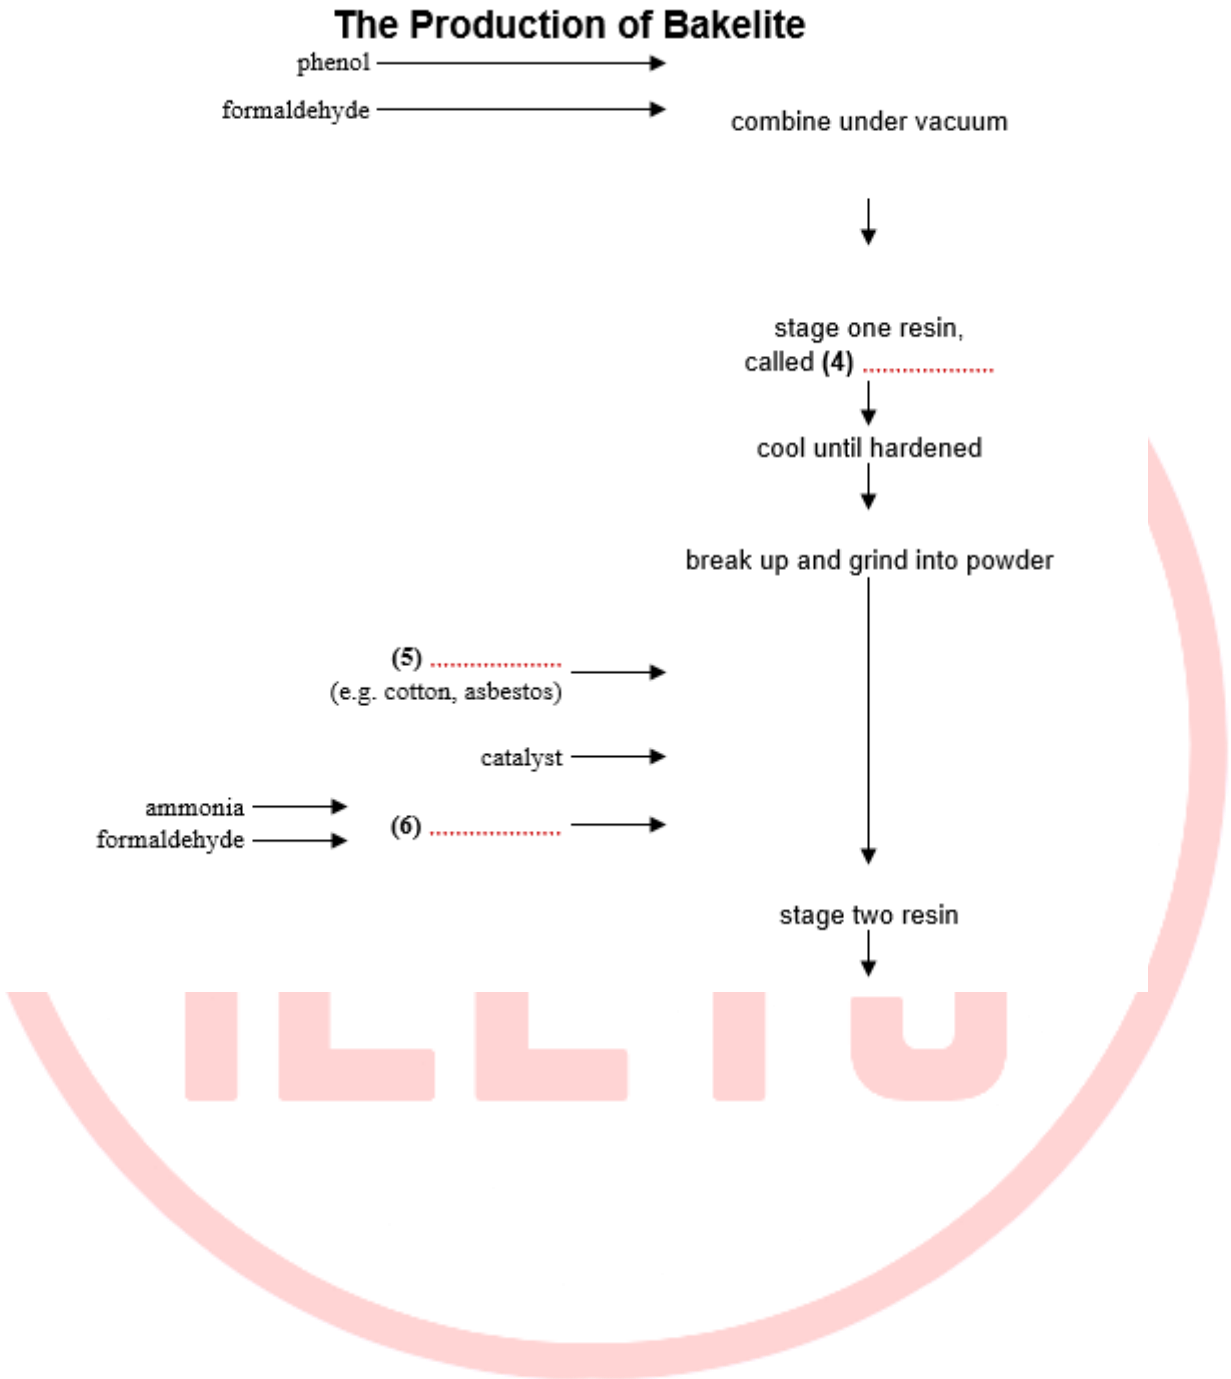 The Production of Bakelite
phenol
formaldehyde
combine under vacuum
stage one resin,
called (4) ....................
cool until hardened
break up and grind into powder
(5) ....................
(e.g. cotton, asbestos)
catalyst
ammonia
formaldehyde
(6) ....................
stage two resin